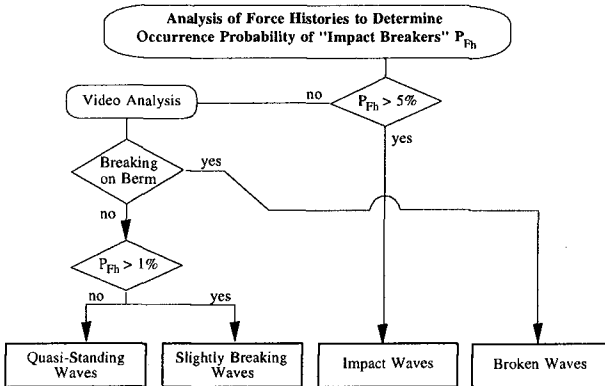 Analysis of Force Histories to Determine
Occurrence Probability of "Impact Breakers" P_Fh
no
Video Analysis
P_Fh > 5%
yes
Breaking
on Berm
yes
no
P_Fh > 1%
no
yes
Quasi-Standing
Waves
Slightly Breaking
Waves
Impact Waves
Broken Waves